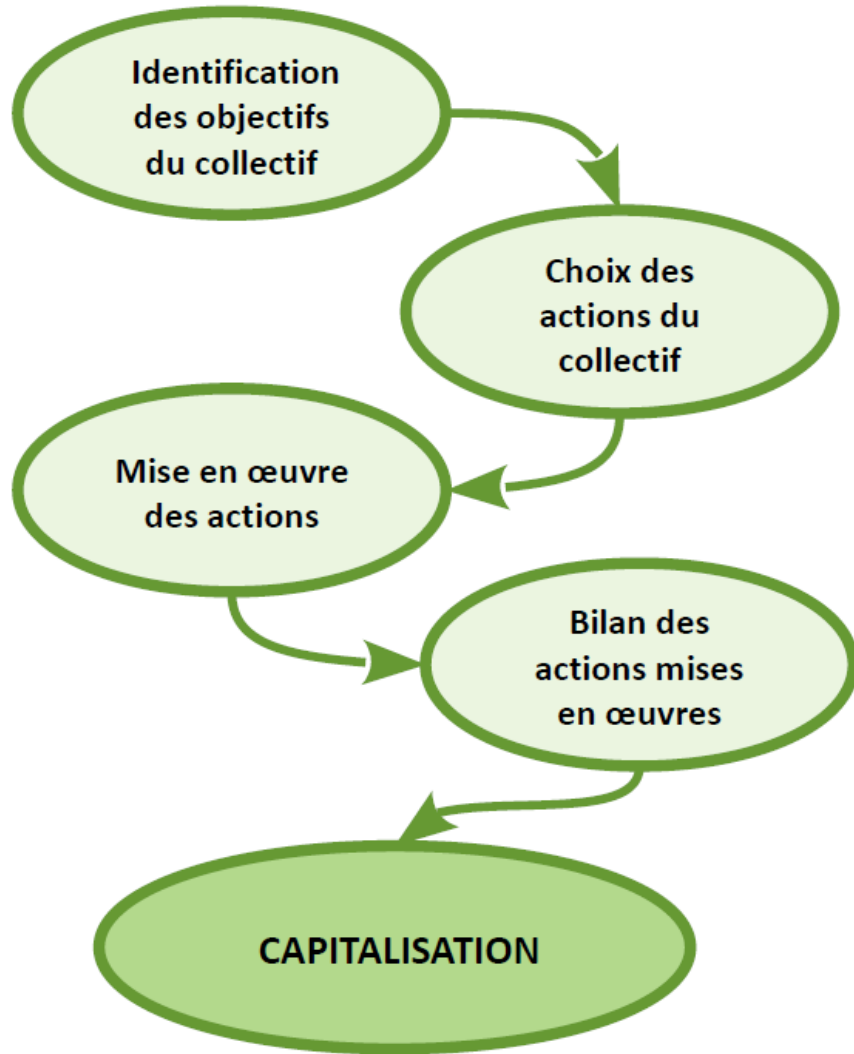 Identification
des objectifs
du collectif
Choix des
actions du
collectif
Mise en œuvre
des actions
Bilan des
actions mises
en œuvres
CAPITALISATION